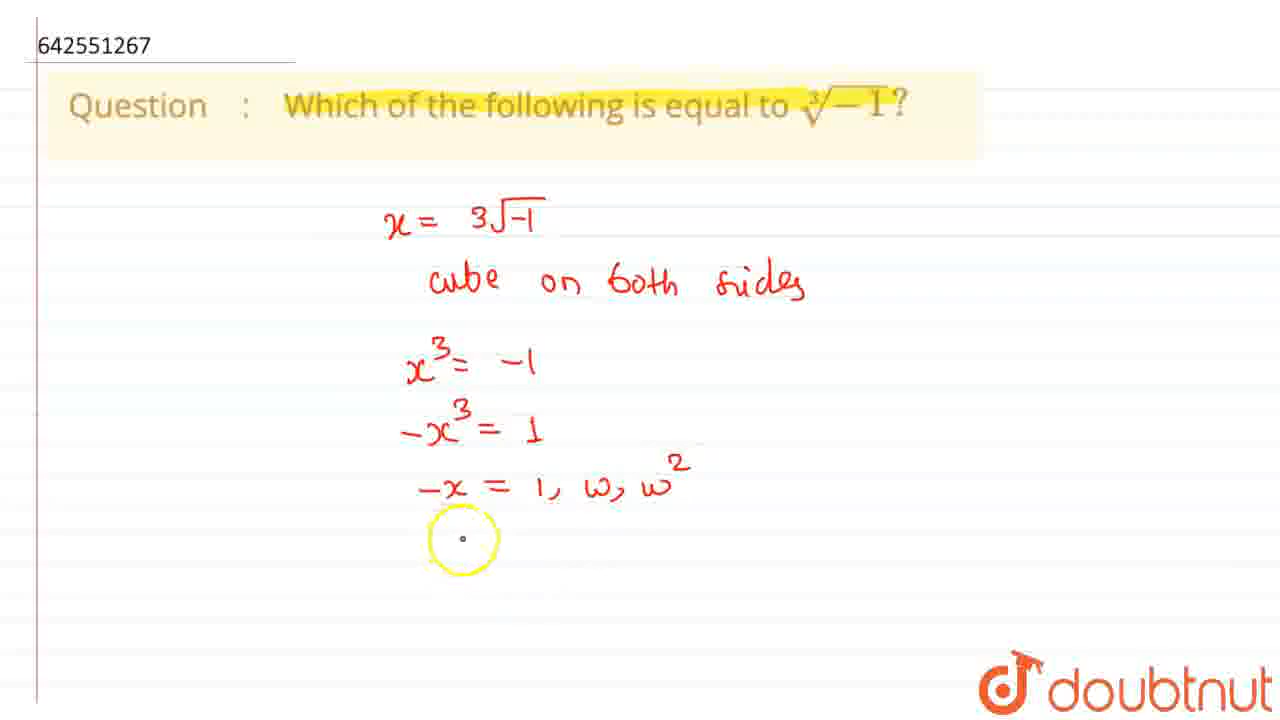 642551267
Question : Which of the following is equal to ∛-1?
x = 3√-1
cube on both sides
x³ = -1
-x³ = 1
-x = 1, w, w²
doubtnut